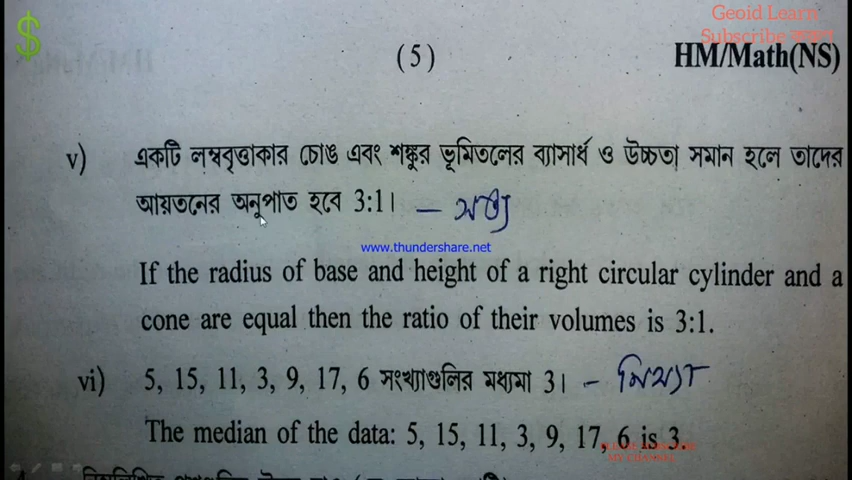 Geoid Learn
Subscribe করুন
(5)
HM/Math(NS)
v) একটি লম্ববৃত্তাকার চোঙ এবং শঙ্কুর ভূমিতলের ব্যাসার্ধ ও উচ্চতা সমান হলে তাদের
আয়তনের অনুপাত হবে 3:1। – সত্য
www.thundershare.net
If the radius of base and height of a right circular cylinder and a
cone are equal then the ratio of their volumes is 3:1.
vi) 5, 15, 11, 3, 9, 17, 6 সংখ্যাগুলির মধ্যমা 3। – মিথ্যা
The median of the data: 5, 15, 11, 3, 9, 17, 6 is 3.